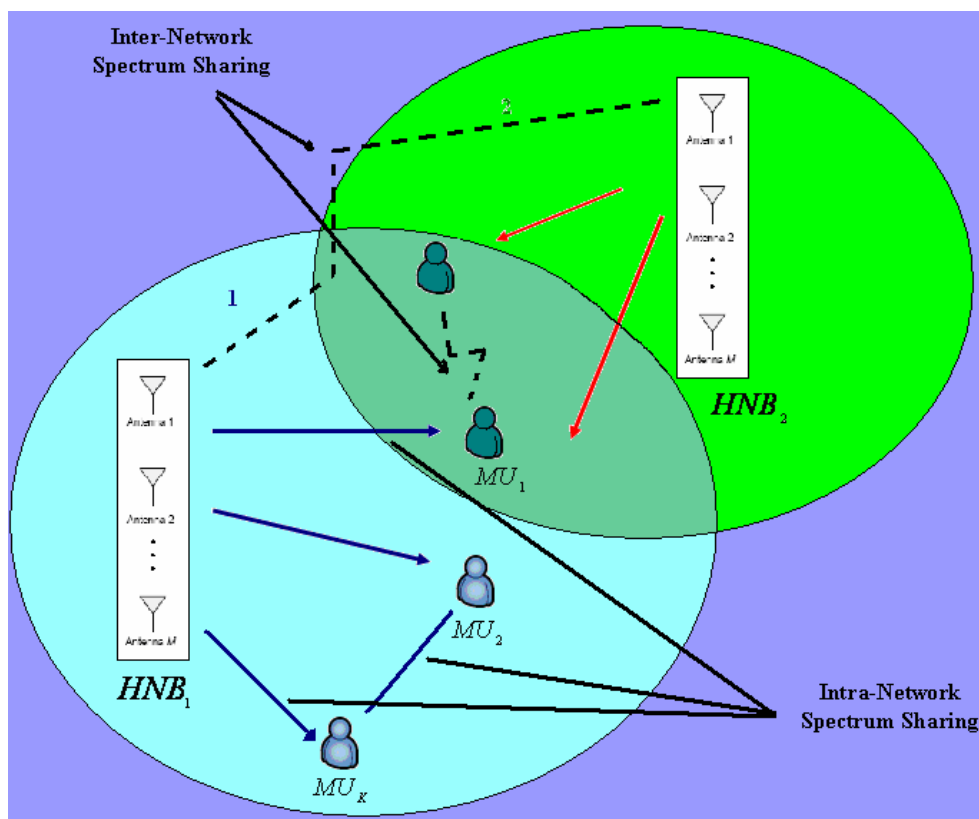 Inter-Network
Spectrum Sharing
2
Antenna 1
Antenna 2
Antenna M
HNB2
1
Antenna 1
Antenna 2
Antenna M
HNB1
MU1
MU2
MUK
Intra-Network
Spectrum Sharing